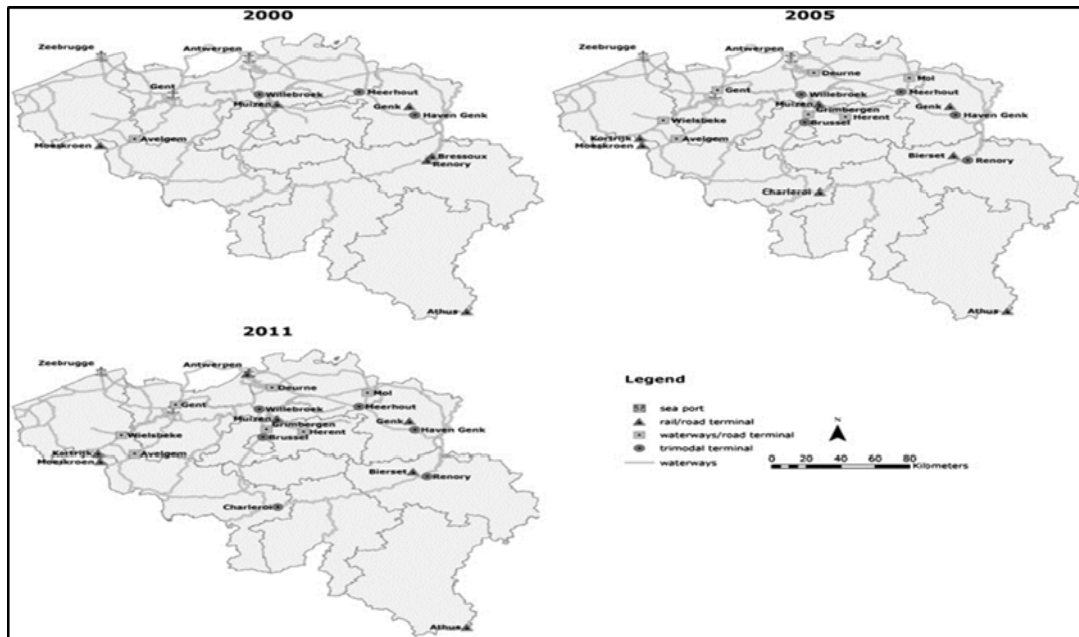 2000
Zeebrugge
Antwerpen
Gent
Willebroek
Meerhout
Muizen
Genk
Haven Genk
Avelgem
Moeskroen
Bressoux
Renory
Athus
2005
Zeebrugge
Antwerpen
Deurne
Mol
Gent
Willebroek
Meerhout
Muizen
Genk
Grimbergen
Haven Genk
Wielsbeke
Herent
Brussel
Kortrijk
Avelgem
Moeskroen
Bierset
Renory
Charleroi
Athus
2011
Zeebrugge
Antwerpen
Deurne
Mol
Gent
Willebroek
Meerhout
Muizen
Genk
Grimbergen
Haven Genk
Wielsbeke
Herent
Brussel
Kortrijk
Avelgem
Moeskroen
Bierset
Renory
Charleroi
Athus
Legend
sea port
rail/road terminal
waterways/road terminal
trimodal terminal
waterways
N
0 20 40 60 80
Kilometers